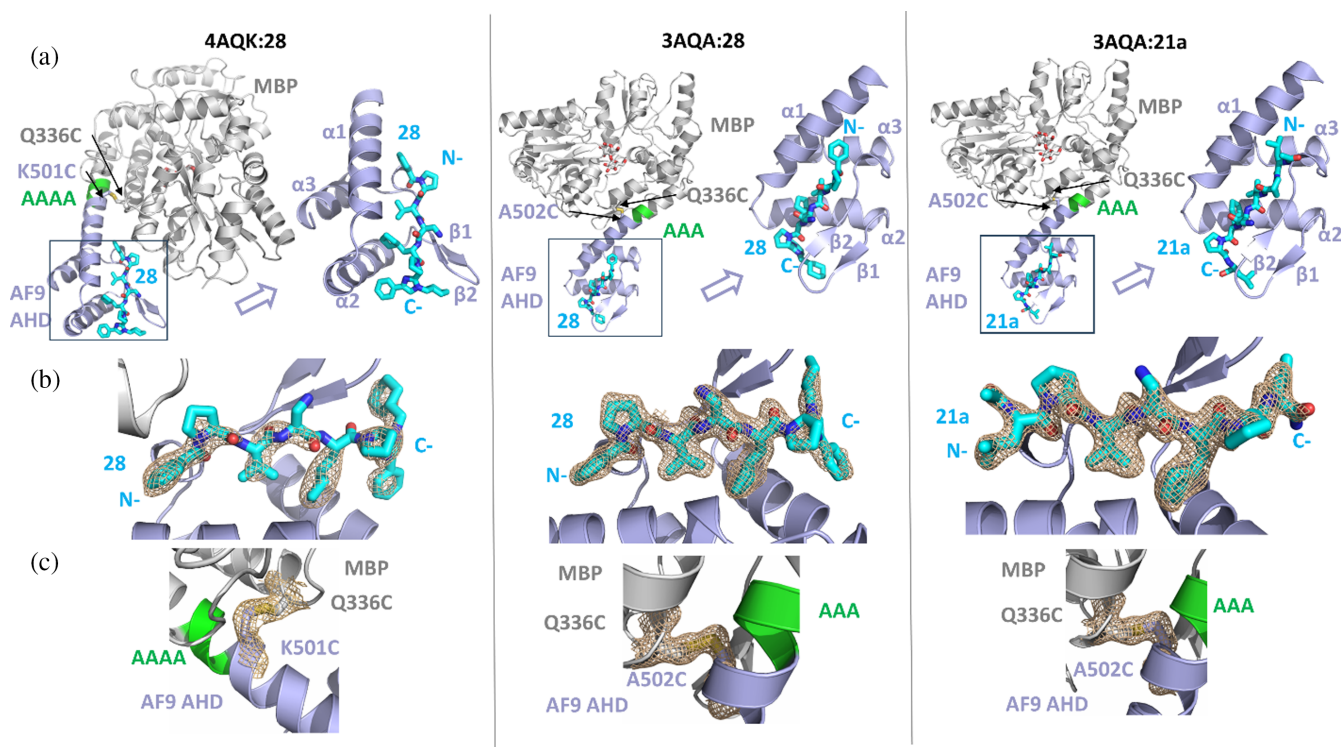 4AQK:28
3AQA:28
3AQA:21a
(a)
MBP
Q336C
K501C
AAAA
28
AF9
AHD
α1
28
N-
α3
β1
α2
β2
C-
MBP
Q336C
A502C
AAA
AF9
AHD
28
α1
N-
α3
α2
β2
28
C-
β1
MBP
Q336C
A502C
AAA
AF9
AHD
21a
α1
N-
α3
α2
21a
β2
C-
β1
(b)
28
N-
C-
28
N-
C-
21a
N-
C-
(c)
MBP
Q336C
K501C
AAAA
AF9 AHD
MBP
Q336C
AAA
A502C
AF9 AHD
MBP
Q336C
AAA
A502C
AF9 AHD